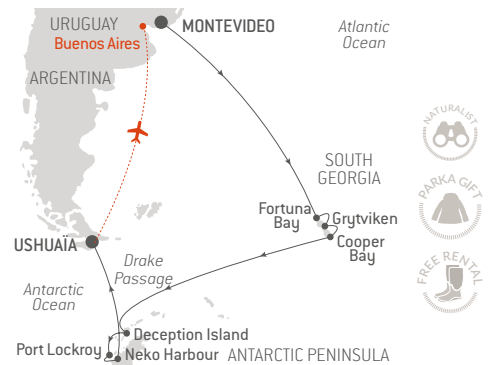 URUGUAY
MONTEVIDEO
Atlantic
Ocean
Buenos Aires
ARGENTINA
NATURALIST
SOUTH
GEORGIA
PARKA GIFT
Fortuna
Bay
Grytviken
Cooper
Bay
USHUAÏA
Drake
Passage
FREE RENTAL
Antarctic
Ocean
Deception Island
Port Lockroy
Neko Harbour
ANTARCTIC PENINSULA